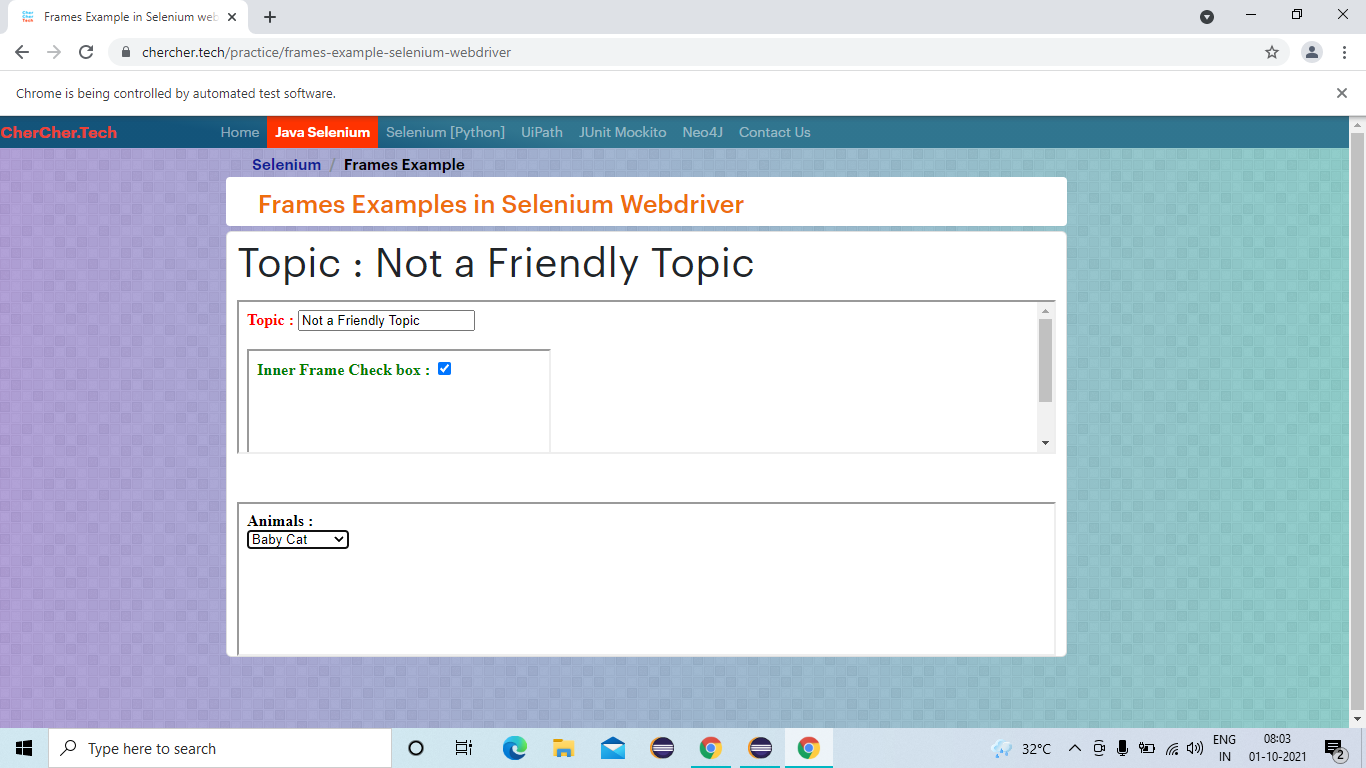 Frames Example in Selenium web
chercher.tech/practice/frames-example-selenium-webdriver
Chrome is being controlled by automated test software.
CherCher.Tech Home Java Selenium Selenium [Python] UiPath JUnit Mockito Neo4J Contact Us
Selenium / Frames Example
Frames Examples in Selenium Webdriver
Topic : Not a Friendly Topic
Topic : Not a Friendly Topic
Inner Frame Check box :
Animals :
Baby Cat
Type here to search
32°C
ENG
IN
08:03
01-10-2021
2